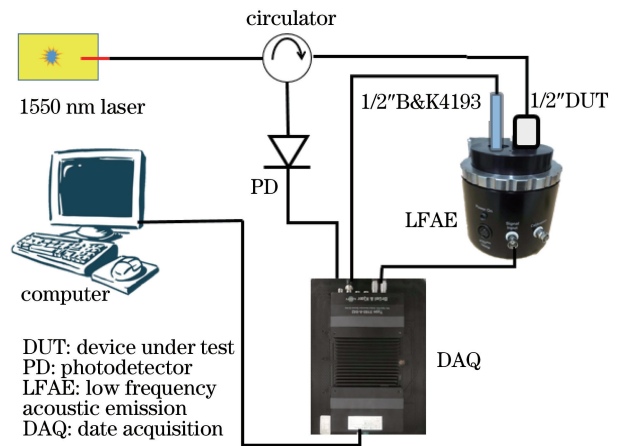 circulator
1550 nm laser
1/2″B&K4193
1/2″DUT
PD
LFAE
computer
DAQ
DUT: device under test
PD: photodetector
LFAE: low frequency
acoustic emission
DAQ: date acquisition